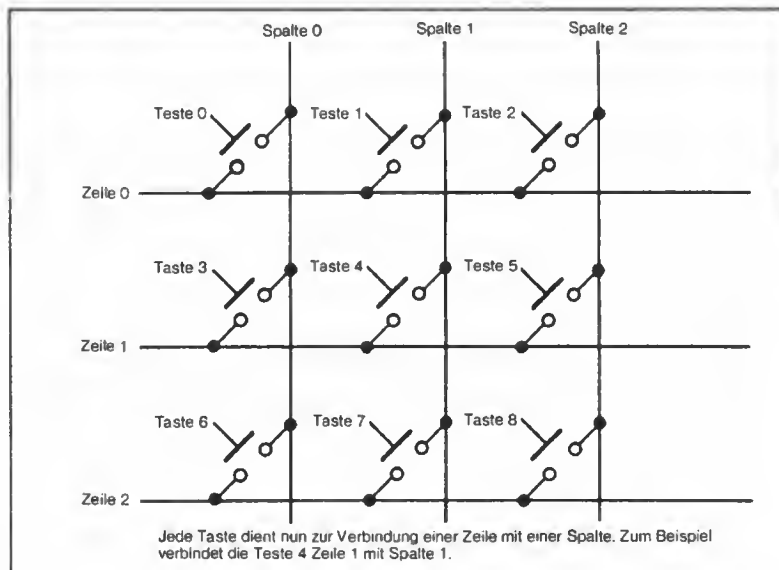 Spalte 0 Spalte 1 Spalte 2
Teste 0 Teste 1 Taste 2
Zeile 0
Taste 3 Taste 4 Teste 5
Zeile 1
Taste 6 Taste 7 Taste 8
Zeile 2
Jede Taste dient nun zur Verbindung einer Zeile mit einer Spalte. Zum Beispiel
verbindet die Teste 4 Zeile 1 mit Spalte 1.